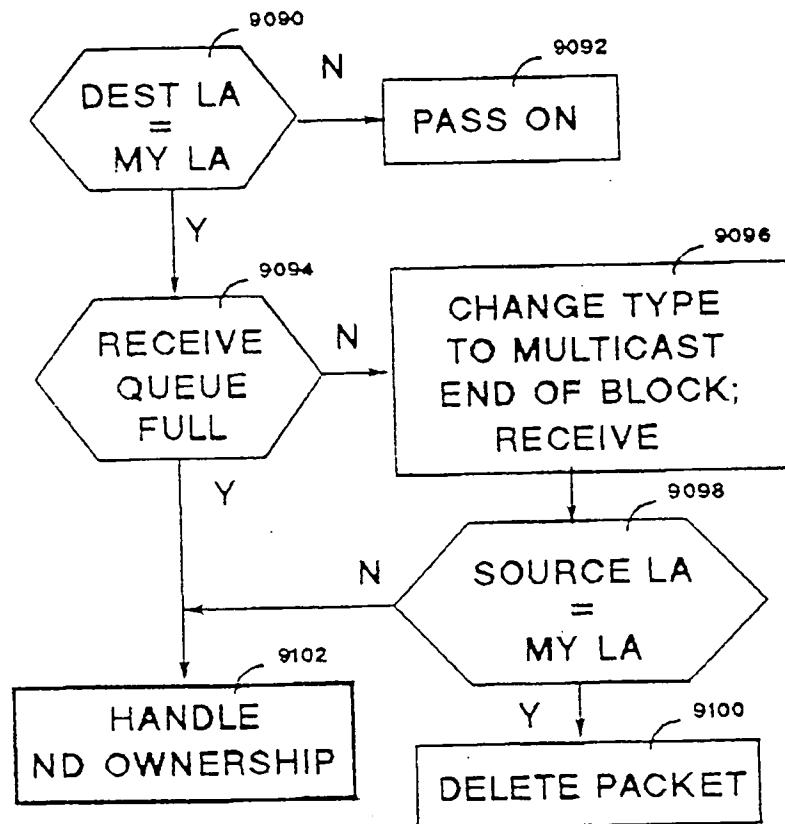 9090
DEST LA
=
MY LA
N
9092
PASS ON
Y
9094
RECEIVE
QUEUE
FULL
N
9096
CHANGE TYPE
TO MULTICAST
END OF BLOCK;
RECEIVE
Y
9098
SOURCE LA
=
MY LA
N
9102
HANDLE
ND OWNERSHIP
Y
9100
DELETE PACKET